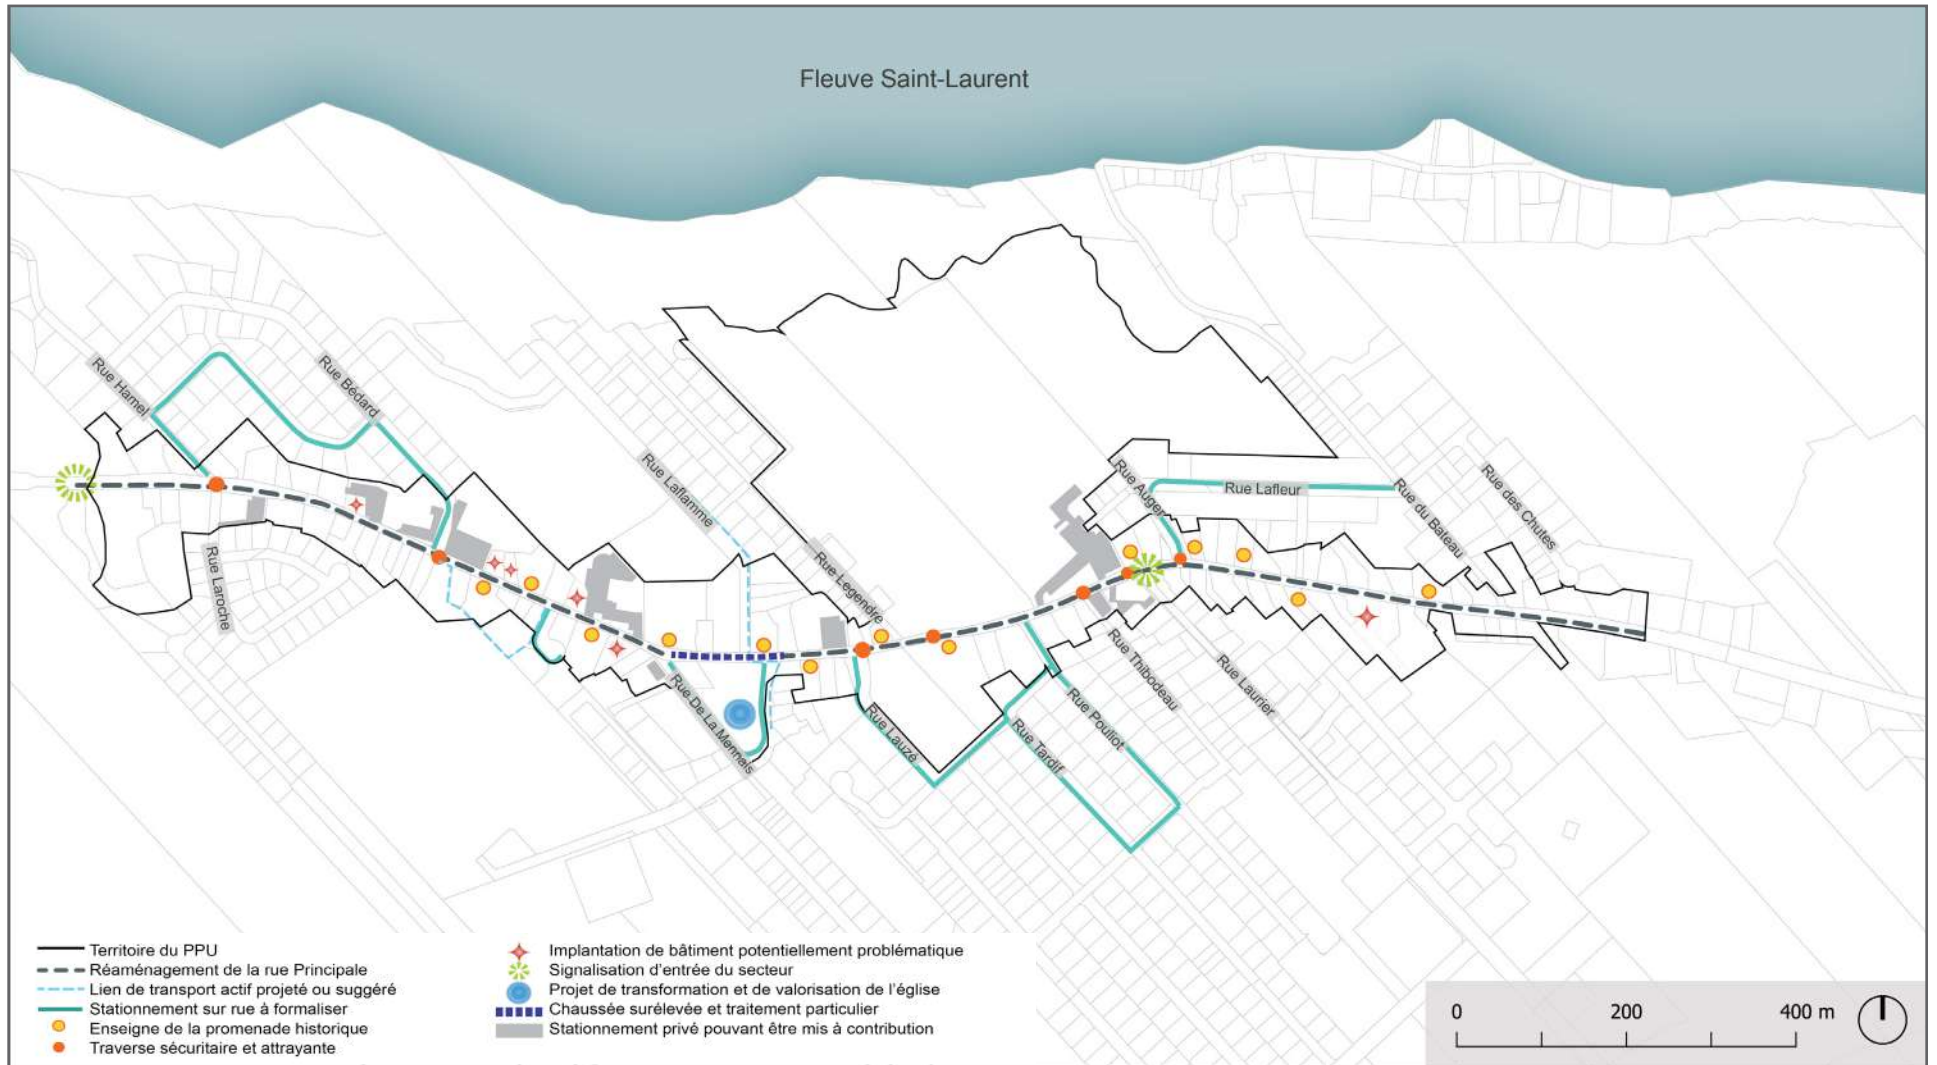 Fleuve Saint-Laurent
Rue Hamel
Rue Bédard
Rue Laflamme
Rue Legendre
Rue Auger
Rue Lafleur
Rue du Bateau
Rue des Chutes
Rue Laroche
Rue De La Mennais
Rue Lauzé
Rue Tardif
Rue Pouliot
Rue Thibodeau
Rue Laurier
Territoire du PPU
Réaménagement de la rue Principale
Lien de transport actif projeté ou suggéré
Stationnement sur rue à formaliser
Enseigne de la promenade historique
Traverse sécuritaire et attrayante
Implantation de bâtiment potentiellement problématique
Signalisation d'entrée du secteur
Projet de transformation et de valorisation de l'église
Chaussée surélevée et traitement particulier
Stationnement privé pouvant être mis à contribution
0 200 400 m